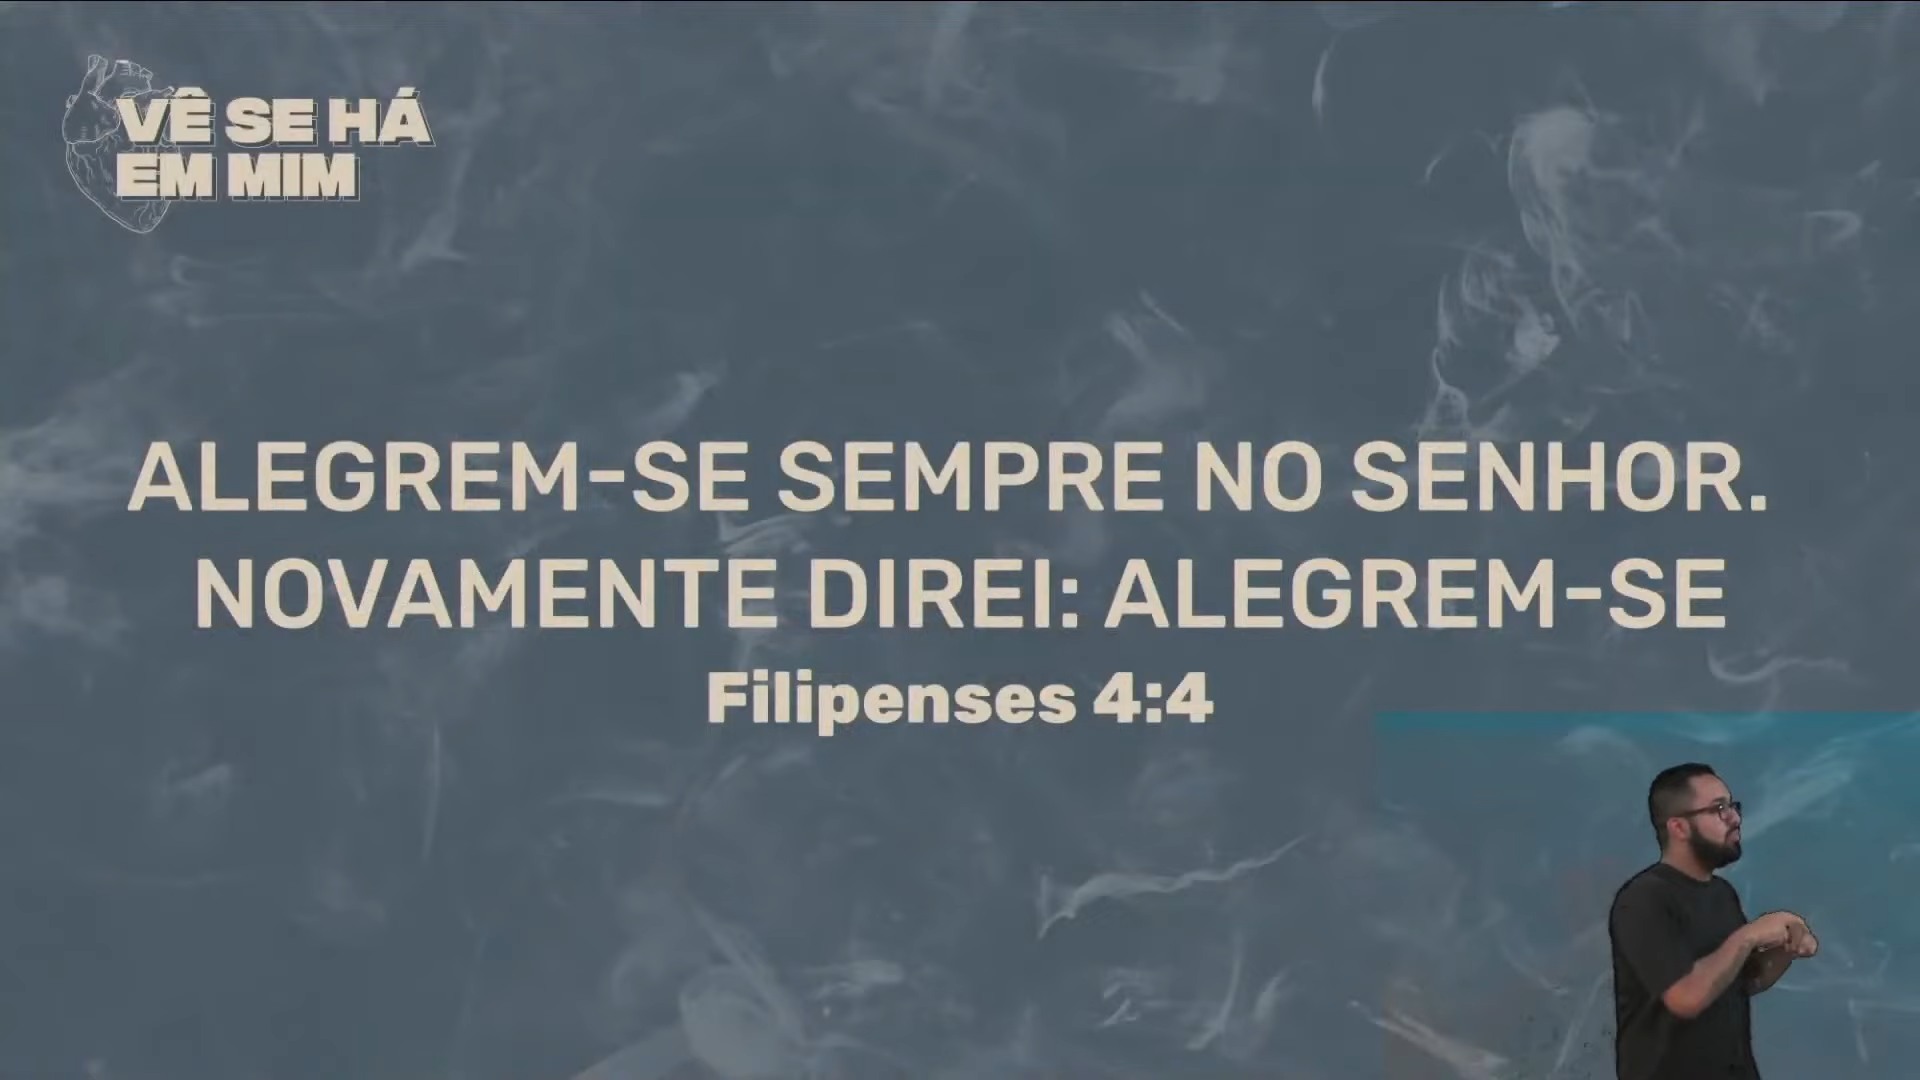 VÊ SE HÁ
EM MIM
ALEGREM-SE SEMPRE NO SENHOR.
NOVAMENTE DIREI: ALEGREM-SE
Filipenses 4:4